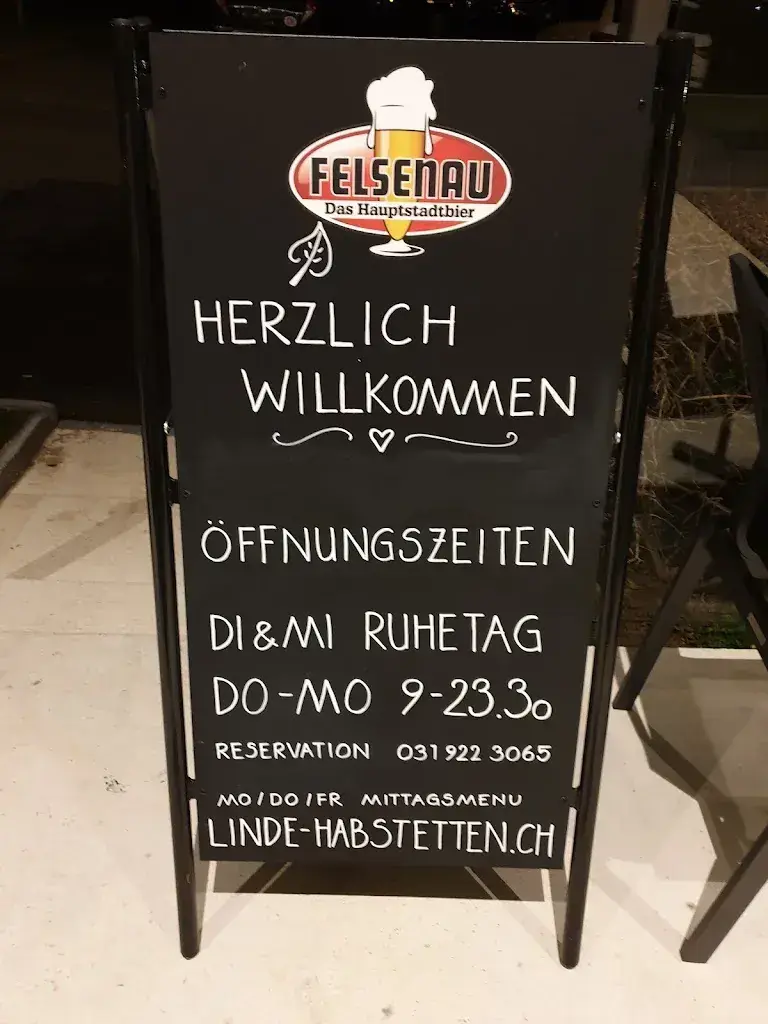 FELSENAU
Das Hauptstadtbier
HERZLICH
WILLKOMMEN
ÖFFNUNGSZEITEN
DI & MI RUHETAG
DO-MO 9-23.30
RESERVATION 031 922 3065
MO/DO/FR MITTAGSMENU
LINDE-HABSTETTEN.CH